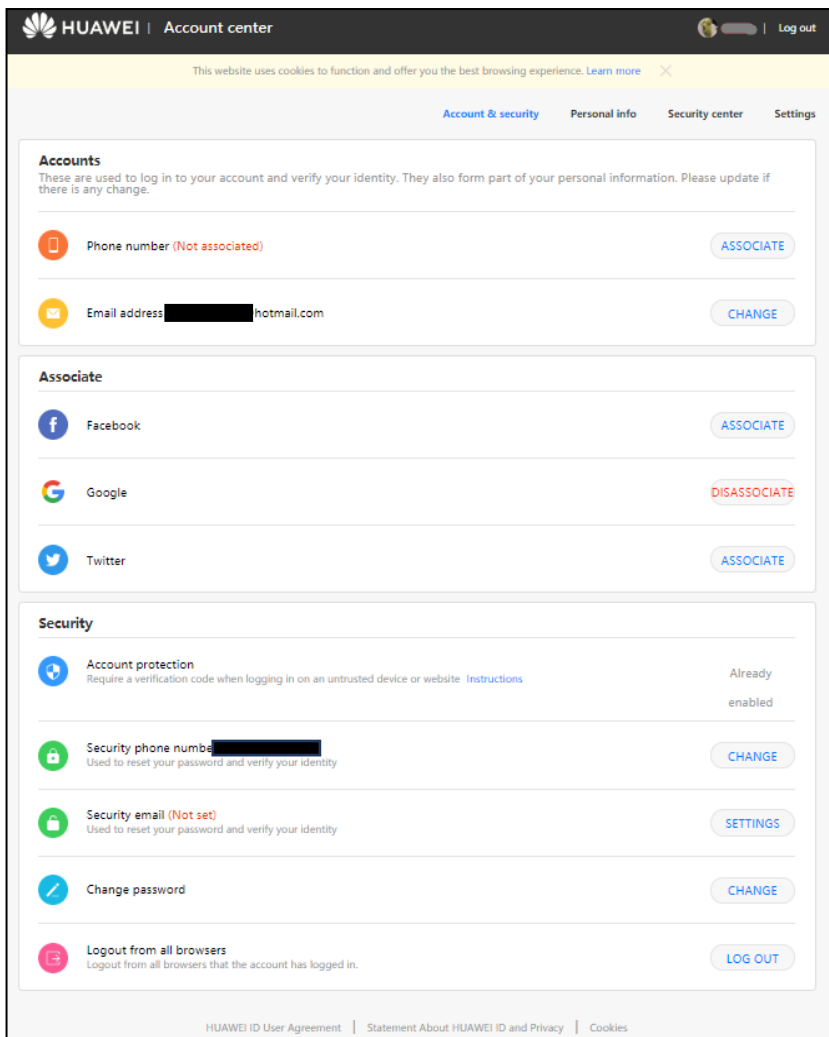 HUAWEI | Account center
| Log out
This website uses cookies to function and offer you the best browsing experience. Learn more
Account & security Personal info Security center Settings
Accounts
These are used to log in to your account and verify your identity. They also form part of your personal information. Please update if
there is any change.
Phone number (Not associated) ASSOCIATE
Email address hotmail.com CHANGE
Associate
Facebook ASSOCIATE
Google DISASSOCIATE
Twitter ASSOCIATE
Security
Account protection
Require a verification code when logging in on an untrusted device or website Instructions
Already
enabled
Security phone numbe
Used to reset your password and verify your identity
CHANGE
Security email (Not set)
Used to reset your password and verify your identity
SETTINGS
Change password CHANGE
Logout from all browsers
Logout from all browsers that the account has logged in.
LOG OUT
HUAWEI ID User Agreement | Statement About HUAWEI ID and Privacy | Cookies